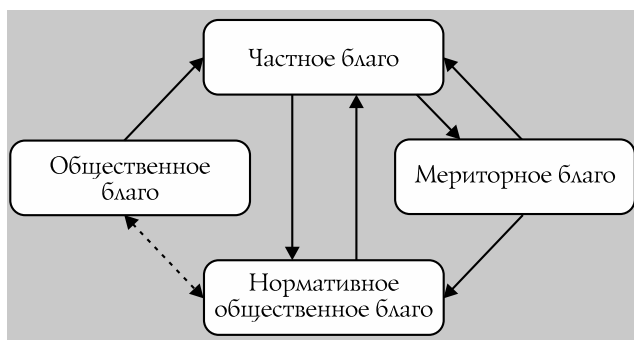 Частное благо
Общественное
благо
Мериторное благо
Нормативное
общественное благо